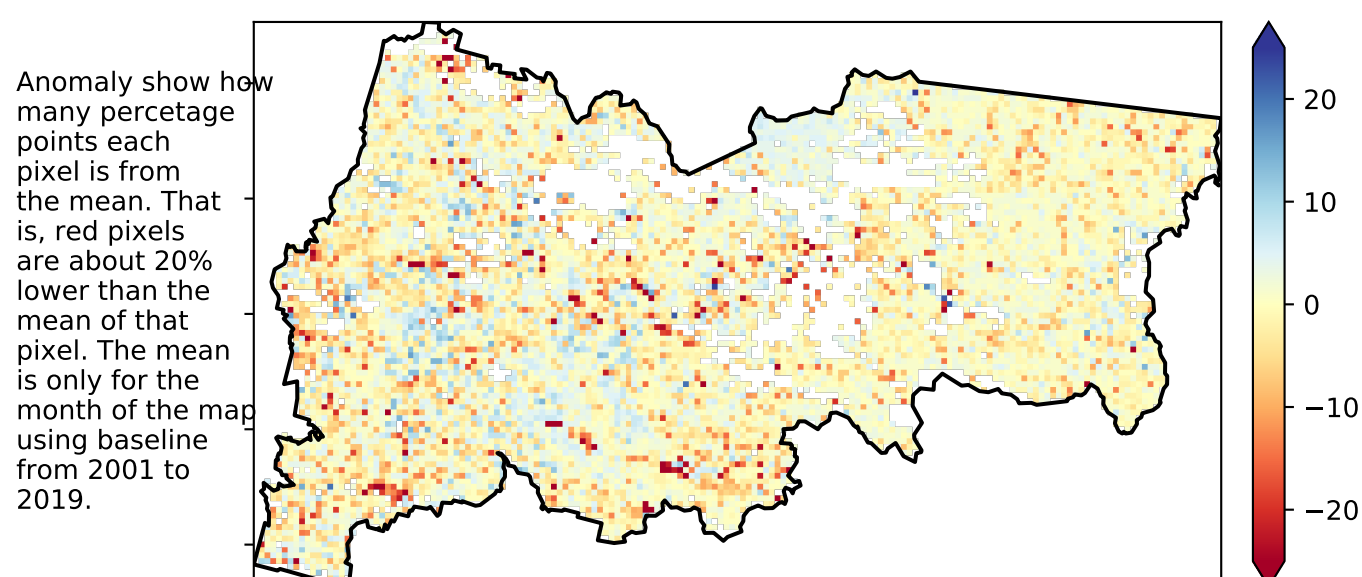 Anomaly show how
many percetage
points each
pixel is from
the mean. That
is, red pixels
are about 20%
lower than the
mean of that
pixel. The mean
is only for the
month of the map
using baseline
from 2001 to
2019.
20
10
0
−10
−20